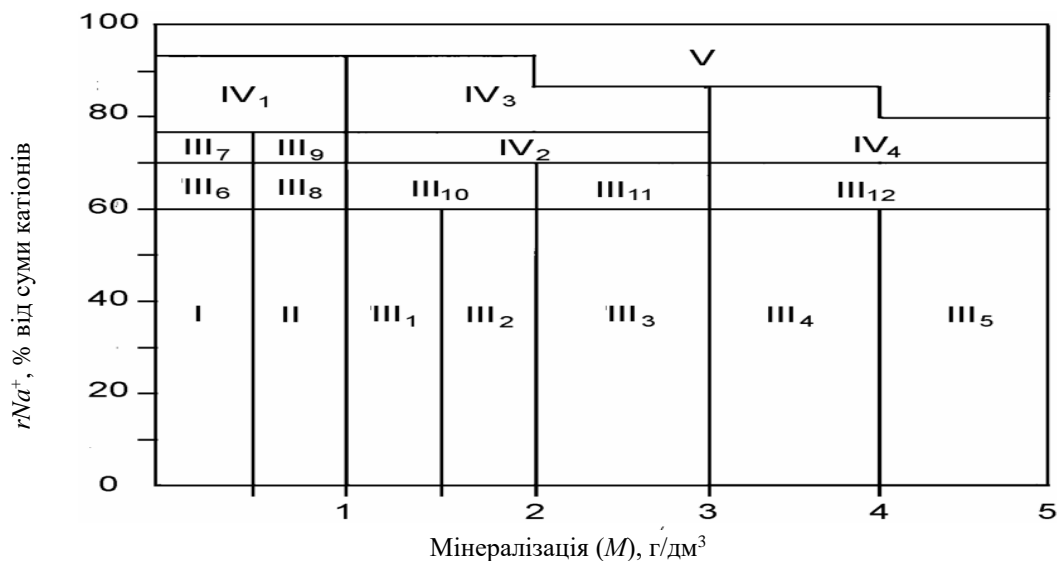 100
V
IV₁ IV₃
80
III₇ III₉ IV₂ IV₄
III₆ III₈ III₁₀ III₁₁ III₁₂
60
40
I II III₁ III₂ III₃ III₄ III₅
20
0
1 2 3 4 5
rNa⁺, % від суми катіонів
Мінералізація (M), г/дм³